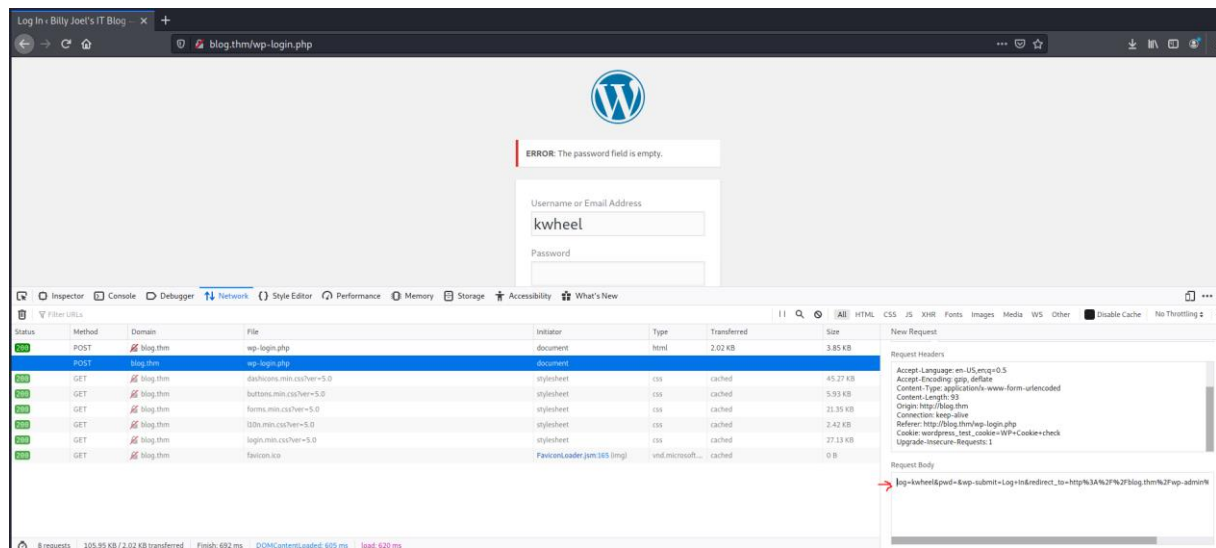 Log In ‹ Billy Joel's IT Blog —
blog.thm/wp-login.php
ERROR: The password field is empty.
Username or Email Address
kwheel
Password
Inspector Console Debugger Network Style Editor Performance Memory Storage Accessibility What's New
Filter URLs All HTML CSS JS XHR Fonts Images Media WS Other Disable Cache No Throttling
Status Method Domain File Initiator Type Transferred Size New Request
200 POST blog.thm wp-login.php document html 2.02 KB 3.85 KB
POST blog.thm wp-login.php document
200 GET blog.thm dashicons.min.css?ver=5.0 stylesheet css cached 45.27 KB
200 GET blog.thm buttons.min.css?ver=5.0 stylesheet css cached 5.93 KB
200 GET blog.thm forms.min.css?ver=5.0 stylesheet css cached 21.35 KB
200 GET blog.thm l10n.min.css?ver=5.0 stylesheet css cached 2.42 KB
200 GET blog.thm login.min.css?ver=5.0 stylesheet css cached 27.13 KB
200 GET blog.thm favicon.ico FaviconLoader.jsm:165 (img) vnd.microsoft... cached 0 B
Request Headers
Accept-Language: en-US,en;q=0.5
Accept-Encoding: gzip, deflate
Content-Type: application/x-www-form-urlencoded
Content-Length: 93
Origin: http://blog.thm
Connection: keep-alive
Referer: http://blog.thm/wp-login.php
Cookie: wordpress_test_cookie=WP+Cookie+check
Upgrade-Insecure-Requests: 1
Request Body
log=kwheel&pwd=&wp-submit=Log+In&redirect_to=http%3A%2F%2Fblog.thm%2Fwp-admin%
8 requests 105.95 KB / 2.02 KB transferred Finish: 692 ms DOMContentLoaded: 605 ms load: 620 ms